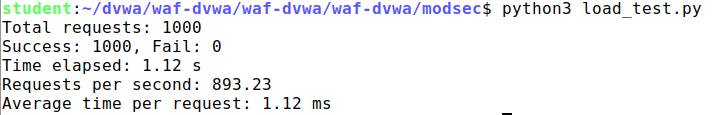 student:~/dvwa/waf-dvwa/waf-dvwa/waf-dvwa/modsec$ python3 load_test.py
Total requests: 1000
Success: 1000, Fail: 0
Time elapsed: 1.12 s
Requests per second: 893.23
Average time per request: 1.12 ms